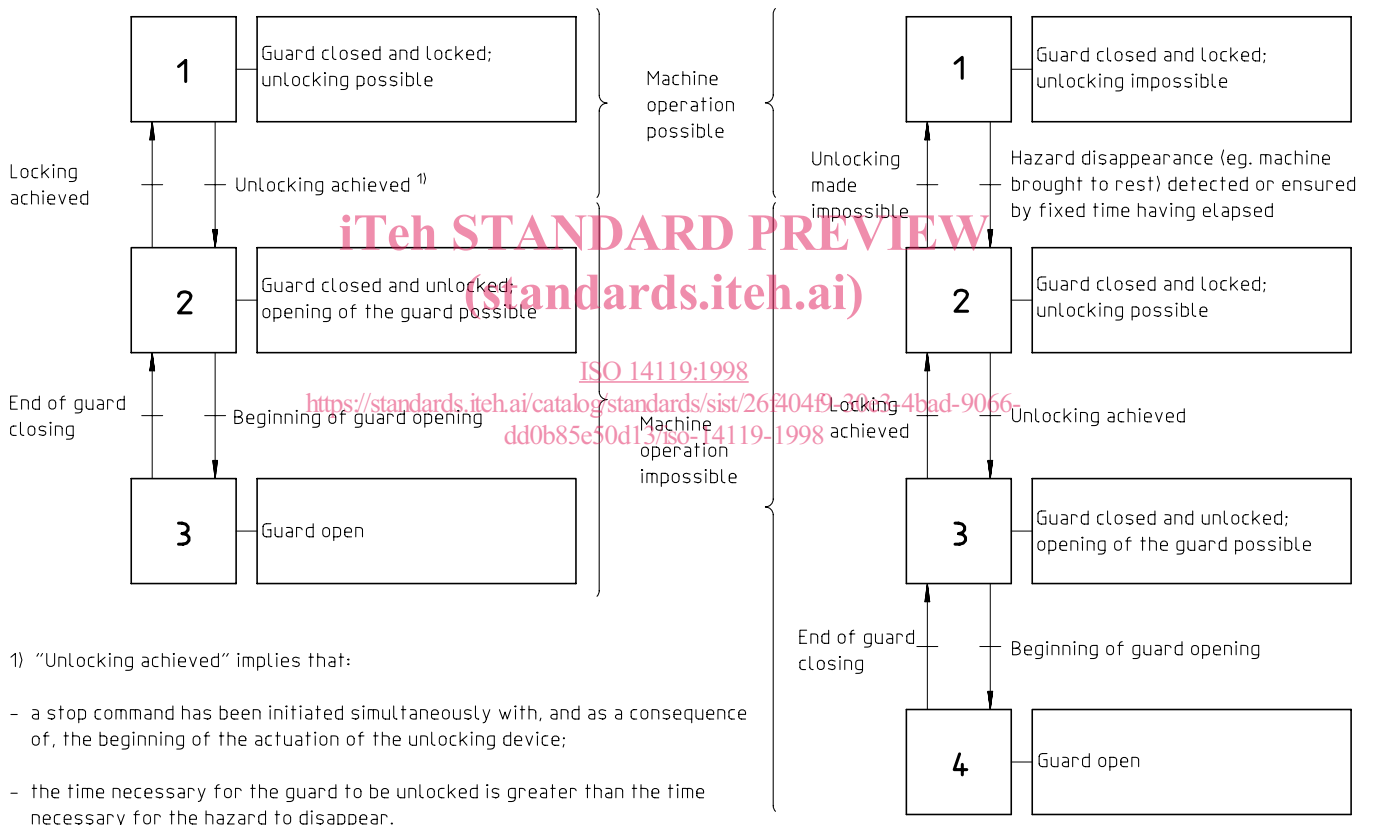 1
Guard closed and locked;
unlocking possible
Locking
achieved
Unlocking achieved 1)
2
Guard closed and unlocked;
opening of the guard possible
End of guard
closing
Beginning of guard opening
3
Guard open
Machine
operation
possible
Machine
operation
impossible
1
Guard closed and locked;
unlocking impossible
Unlocking
made
impossible
Hazard disappearance (eg. machine
brought to rest) detected or ensured
by fixed time having elapsed
2
Guard closed and locked;
unlocking possible
Locking
achieved
Unlocking achieved
3
Guard closed and unlocked;
opening of the guard possible
End of guard
closing
Beginning of guard opening
4
Guard open
1) "Unlocking achieved" implies that:
- a stop command has been initiated simultaneously with, and as a consequence
of, the beginning of the actuation of the unlocking device;
- the time necessary for the guard to be unlocked is greater than the time
necessary for the hazard to disappear.
iTeh STANDARD PREVIEW
(standards.iteh.ai)
ISO 14119:1998
https://standards.iteh.ai/catalog/standards/sist/
dd0b85e50d13/iso-14119-1998